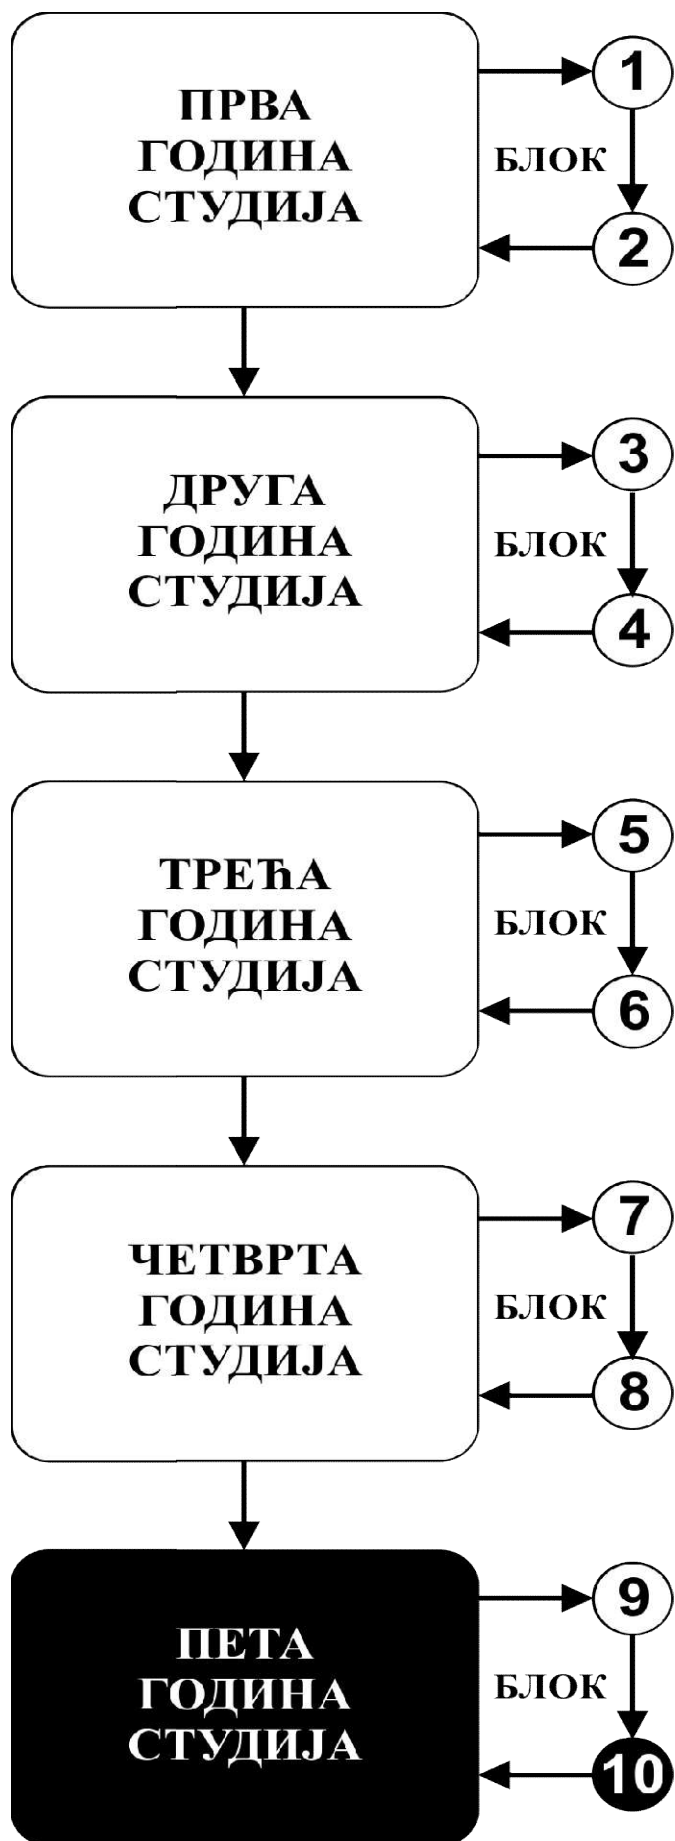 ПРВА
ГОДИНА
СТУДИЈА
1
БЛОК
2
ДРУГА
ГОДИНА
СТУДИЈА
3
БЛОК
4
ТРЕЋА
ГОДИНА
СТУДИЈА
5
БЛОК
6
ЧЕТВРТА
ГОДИНА
СТУДИЈА
7
БЛОК
8
ПЕТА
ГОДИНА
СТУДИЈА
9
БЛОК
10